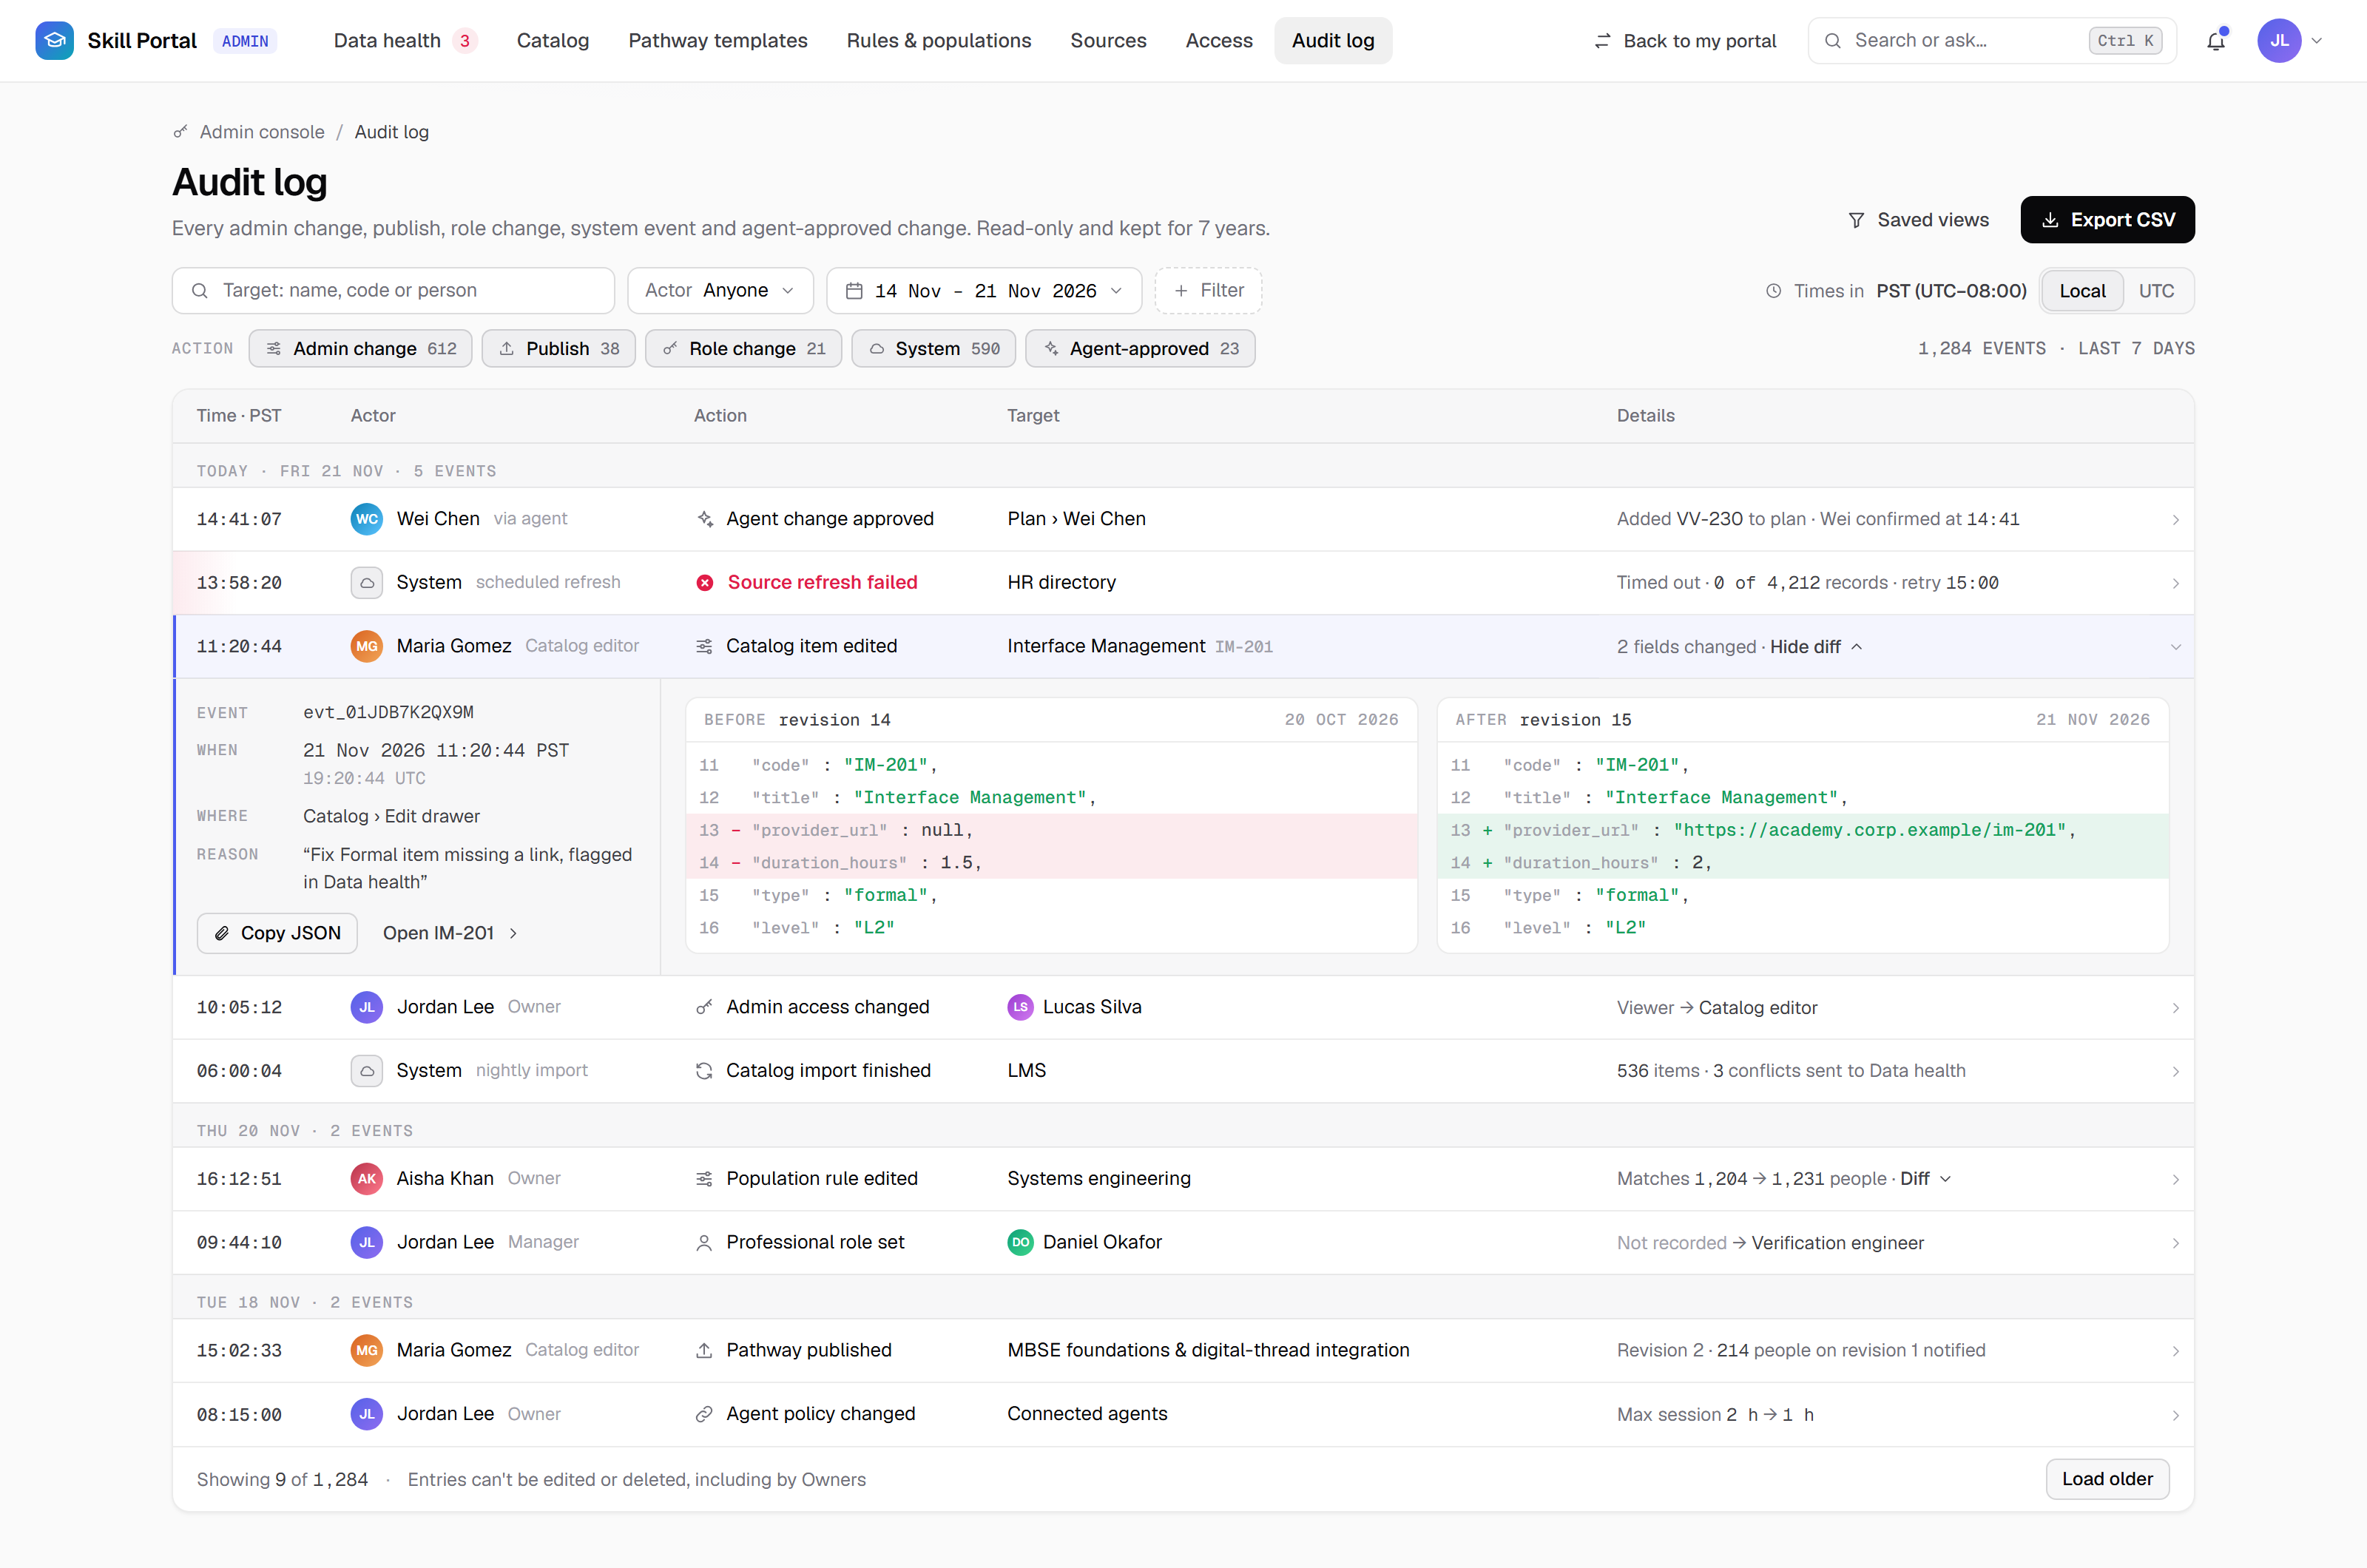 Skill Portal ADMIN Data health 3 Catalog Pathway templates Rules & populations Sources Access Audit log Back to my portal Search or ask... Ctrl K JL
Admin console / Audit log
Audit log
Every admin change, publish, role change, system event and agent-approved change. Read-only and kept for 7 years.
Saved views Export CSV
Target: name, code or person Actor Anyone 14 Nov – 21 Nov 2026 + Filter Times in PST (UTC−08:00) Local UTC
ACTION Admin change 612 Publish 38 Role change 21 System 590 Agent-approved 23 1,284 EVENTS · LAST 7 DAYS
Time · PST Actor Action Target Details
TODAY · FRI 21 NOV · 5 EVENTS
14:41:07 WC Wei Chen via agent Agent change approved Plan › Wei Chen Added VV-230 to plan · Wei confirmed at 14:41
13:58:20 System scheduled refresh Source refresh failed HR directory Timed out · 0 of 4,212 records · retry 15:00
11:20:44 MG Maria Gomez Catalog editor Catalog item edited Interface Management IM-201 2 fields changed · Hide diff
EVENT evt_01JDB7K2QX9M
WHEN 21 Nov 2026 11:20:44 PST
19:20:44 UTC
WHERE Catalog › Edit drawer
REASON “Fix Formal item missing a link, flagged
in Data health”
Copy JSON Open IM-201
BEFORE revision 14 20 OCT 2026
11 "code" : "IM-201",
12 "title" : "Interface Management",
13 – "provider_url" : null,
14 – "duration_hours" : 1.5,
15 "type" : "formal",
16 "level" : "L2"
AFTER revision 15 21 NOV 2026
11 "code" : "IM-201",
12 "title" : "Interface Management",
13 + "provider_url" : "https://academy.corp.example/im-201",
14 + "duration_hours" : 2,
15 "type" : "formal",
16 "level" : "L2"
10:05:12 JL Jordan Lee Owner Admin access changed LS Lucas Silva Viewer → Catalog editor
06:00:04 System nightly import Catalog import finished LMS 536 items · 3 conflicts sent to Data health
THU 20 NOV · 2 EVENTS
16:12:51 AK Aisha Khan Owner Population rule edited Systems engineering Matches 1,204 → 1,231 people · Diff
09:44:10 JL Jordan Lee Manager Professional role set DO Daniel Okafor Not recorded → Verification engineer
TUE 18 NOV · 2 EVENTS
15:02:33 MG Maria Gomez Catalog editor Pathway published MBSE foundations & digital-thread integration Revision 2 · 214 people on revision 1 notified
08:15:00 JL Jordan Lee Owner Agent policy changed Connected agents Max session 2 h → 1 h
Showing 9 of 1,284 · Entries can't be edited or deleted, including by Owners Load older